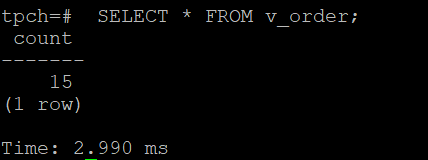 tpch=#  SELECT * FROM v_order;
 count
-------
    15
(1 row)

Time: 2.990 ms